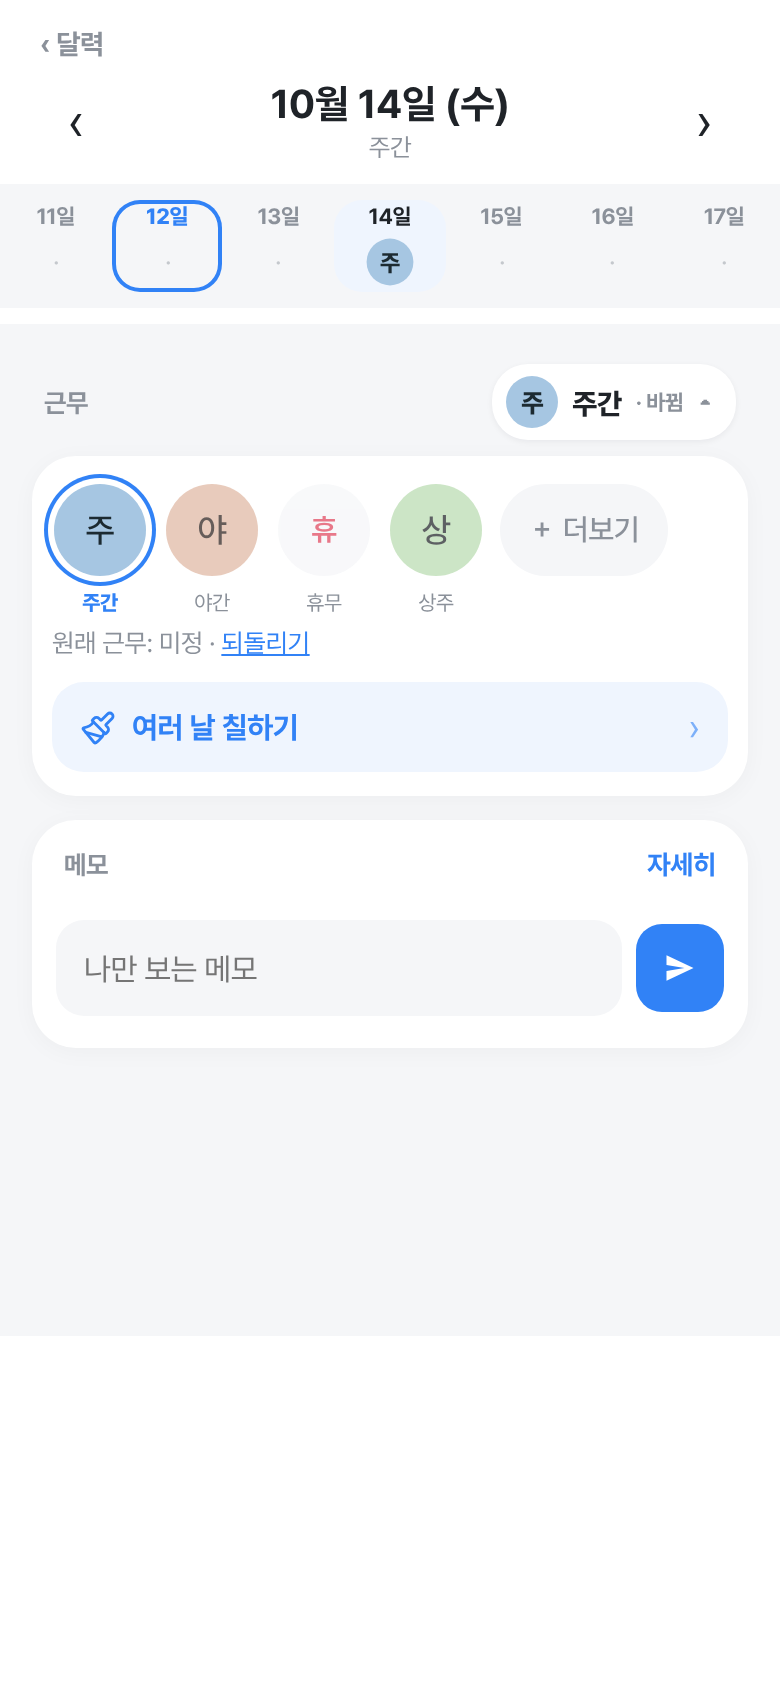 ‹ 달력
‹ 10월 14일 (수) ›
주간
11일 12일 13일 14일 15일 16일 17일
· · · 주 · · ·
근무 주 주간 · 바뀜
주 야 휴 상 + 더보기
주간 야간 휴무 상주
원래 근무: 미정 · 되돌리기
여러 날 칠하기 ›
메모 자세히
나만 보는 메모